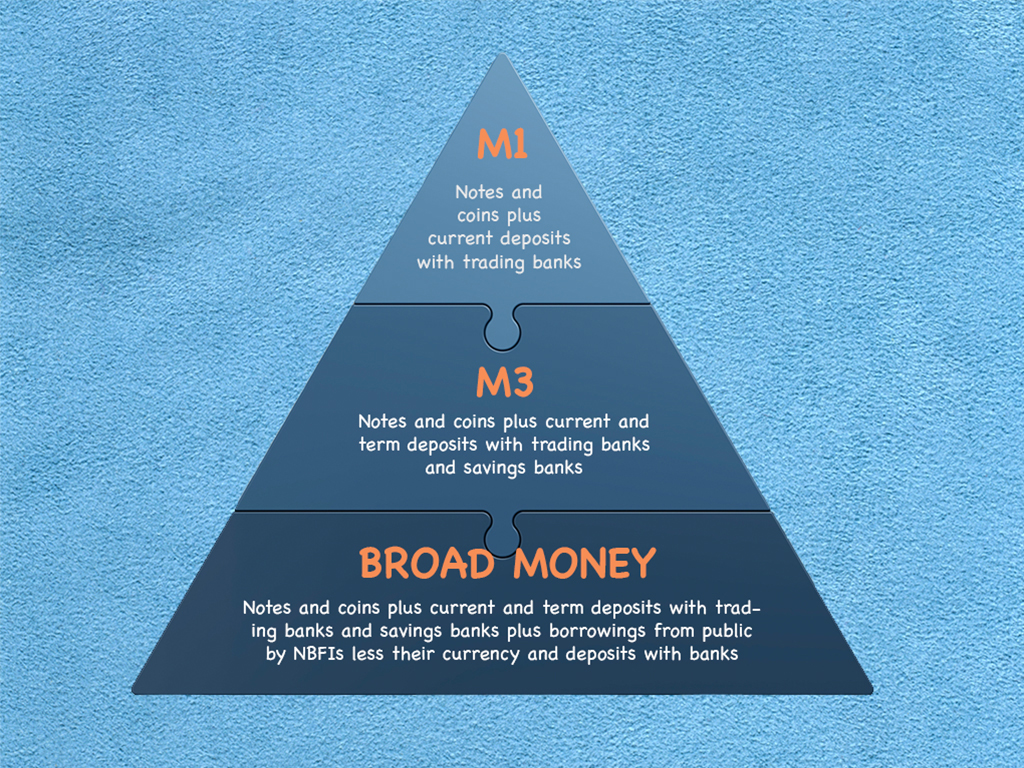 M1
Notes and
coins plus
current deposits
with trading banks
M3
Notes and coins plus current and
term deposits with trading banks
and savings banks
BROAD MONEY
Notes and coins plus current and term deposits with trad-
ing banks and savings banks plus borrowings from public
by NBFIs less their currency and deposits with banks